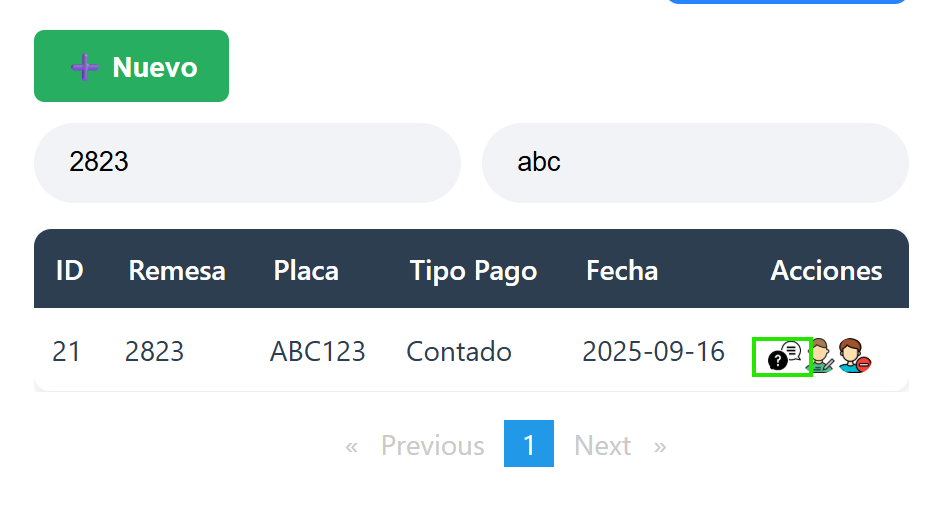 Nuevo
2823 abc
ID Remesa Placa Tipo Pago Fecha Acciones
21 2823 ABC123 Contado 2025-09-16 ?
« Previous 1 Next »